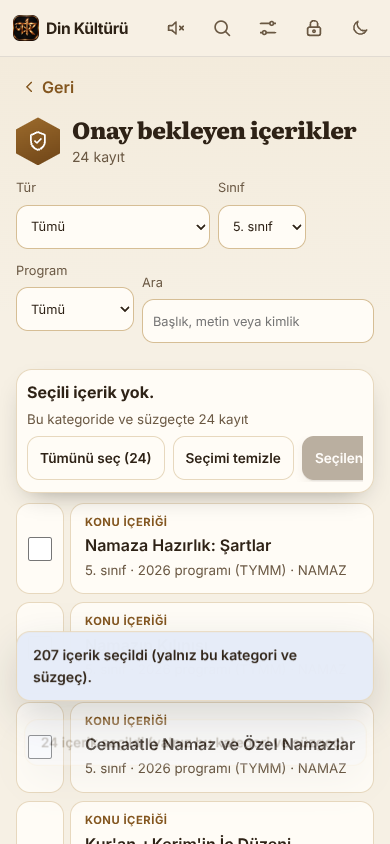 Din Kültürü
Geri
Onay bekleyen içerikler
24 kayıt
Tür
Sınıf
Tümü
5. sınıf
Program
Ara
Tümü
Başlık, metin veya kimlik
Seçili içerik yok.
Bu kategoride ve süzgeçte 24 kayıt
Tümünü seç (24)
Seçimi temizle
Seçilen
KONU İÇERİĞİ
Namaza Hazırlık: Şartlar
5. sınıf · 2026 programı (TYMM) · NAMAZ
KONU İÇERİĞİ
207 içerik seçildi (yalnız bu kategori ve
süzgeç).
KONU İÇERİĞİ
Cemaatle Namaz ve Özel Namazlar
5. sınıf · 2026 programı (TYMM) · NAMAZ
KONU İÇERİĞİ